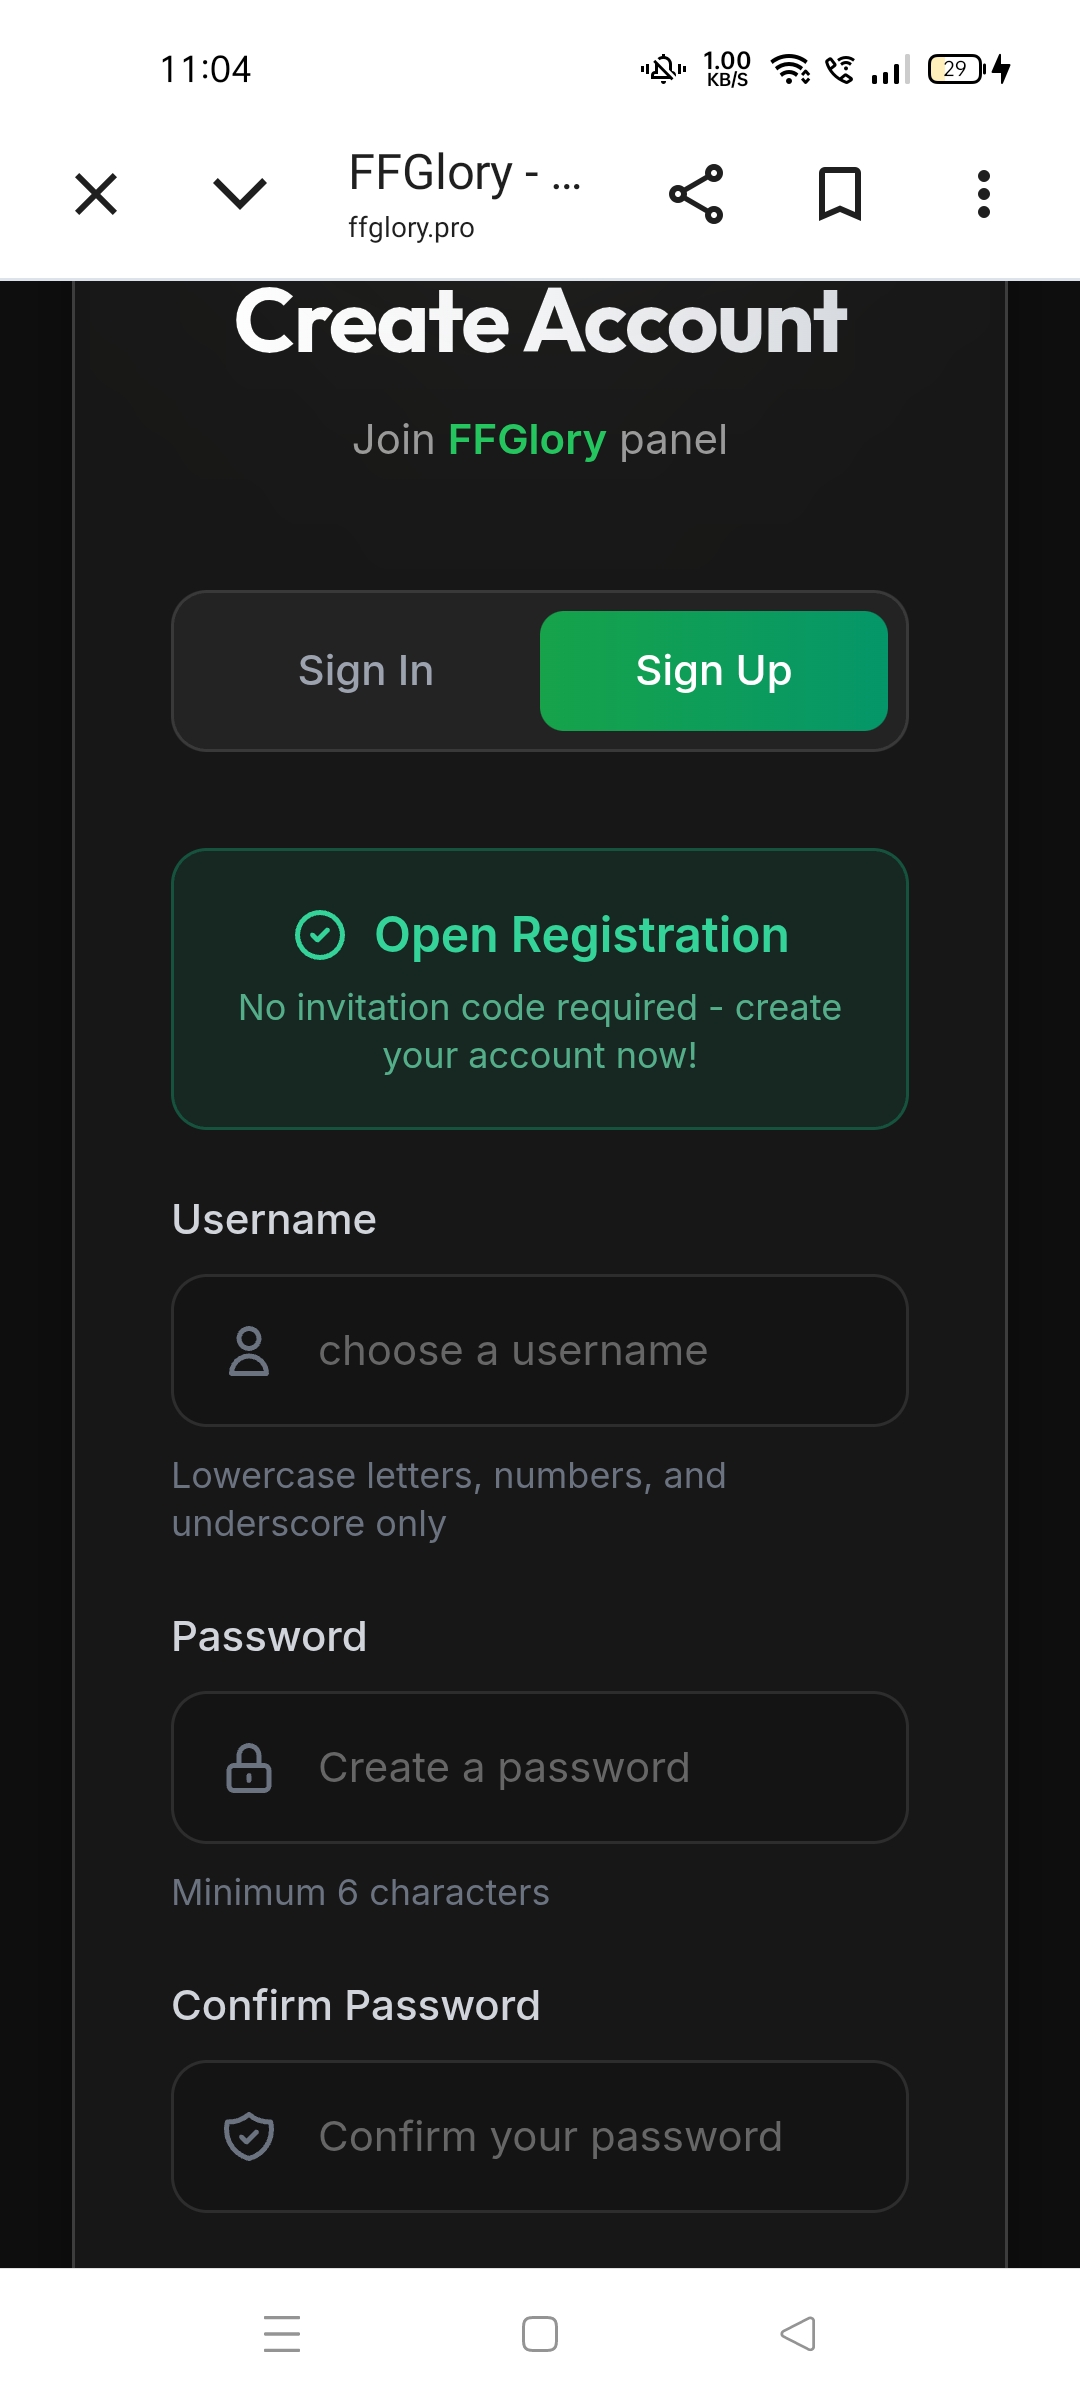 11:04
1.00
KB/S
29
FFGlory - ...
ffglory.pro
Create Account
Join FFGlory panel
Sign In
Sign Up
Open Registration
No invitation code required - create
your account now!
Username
choose a username
Lowercase letters, numbers, and
underscore only
Password
Create a password
Minimum 6 characters
Confirm Password
Confirm your password